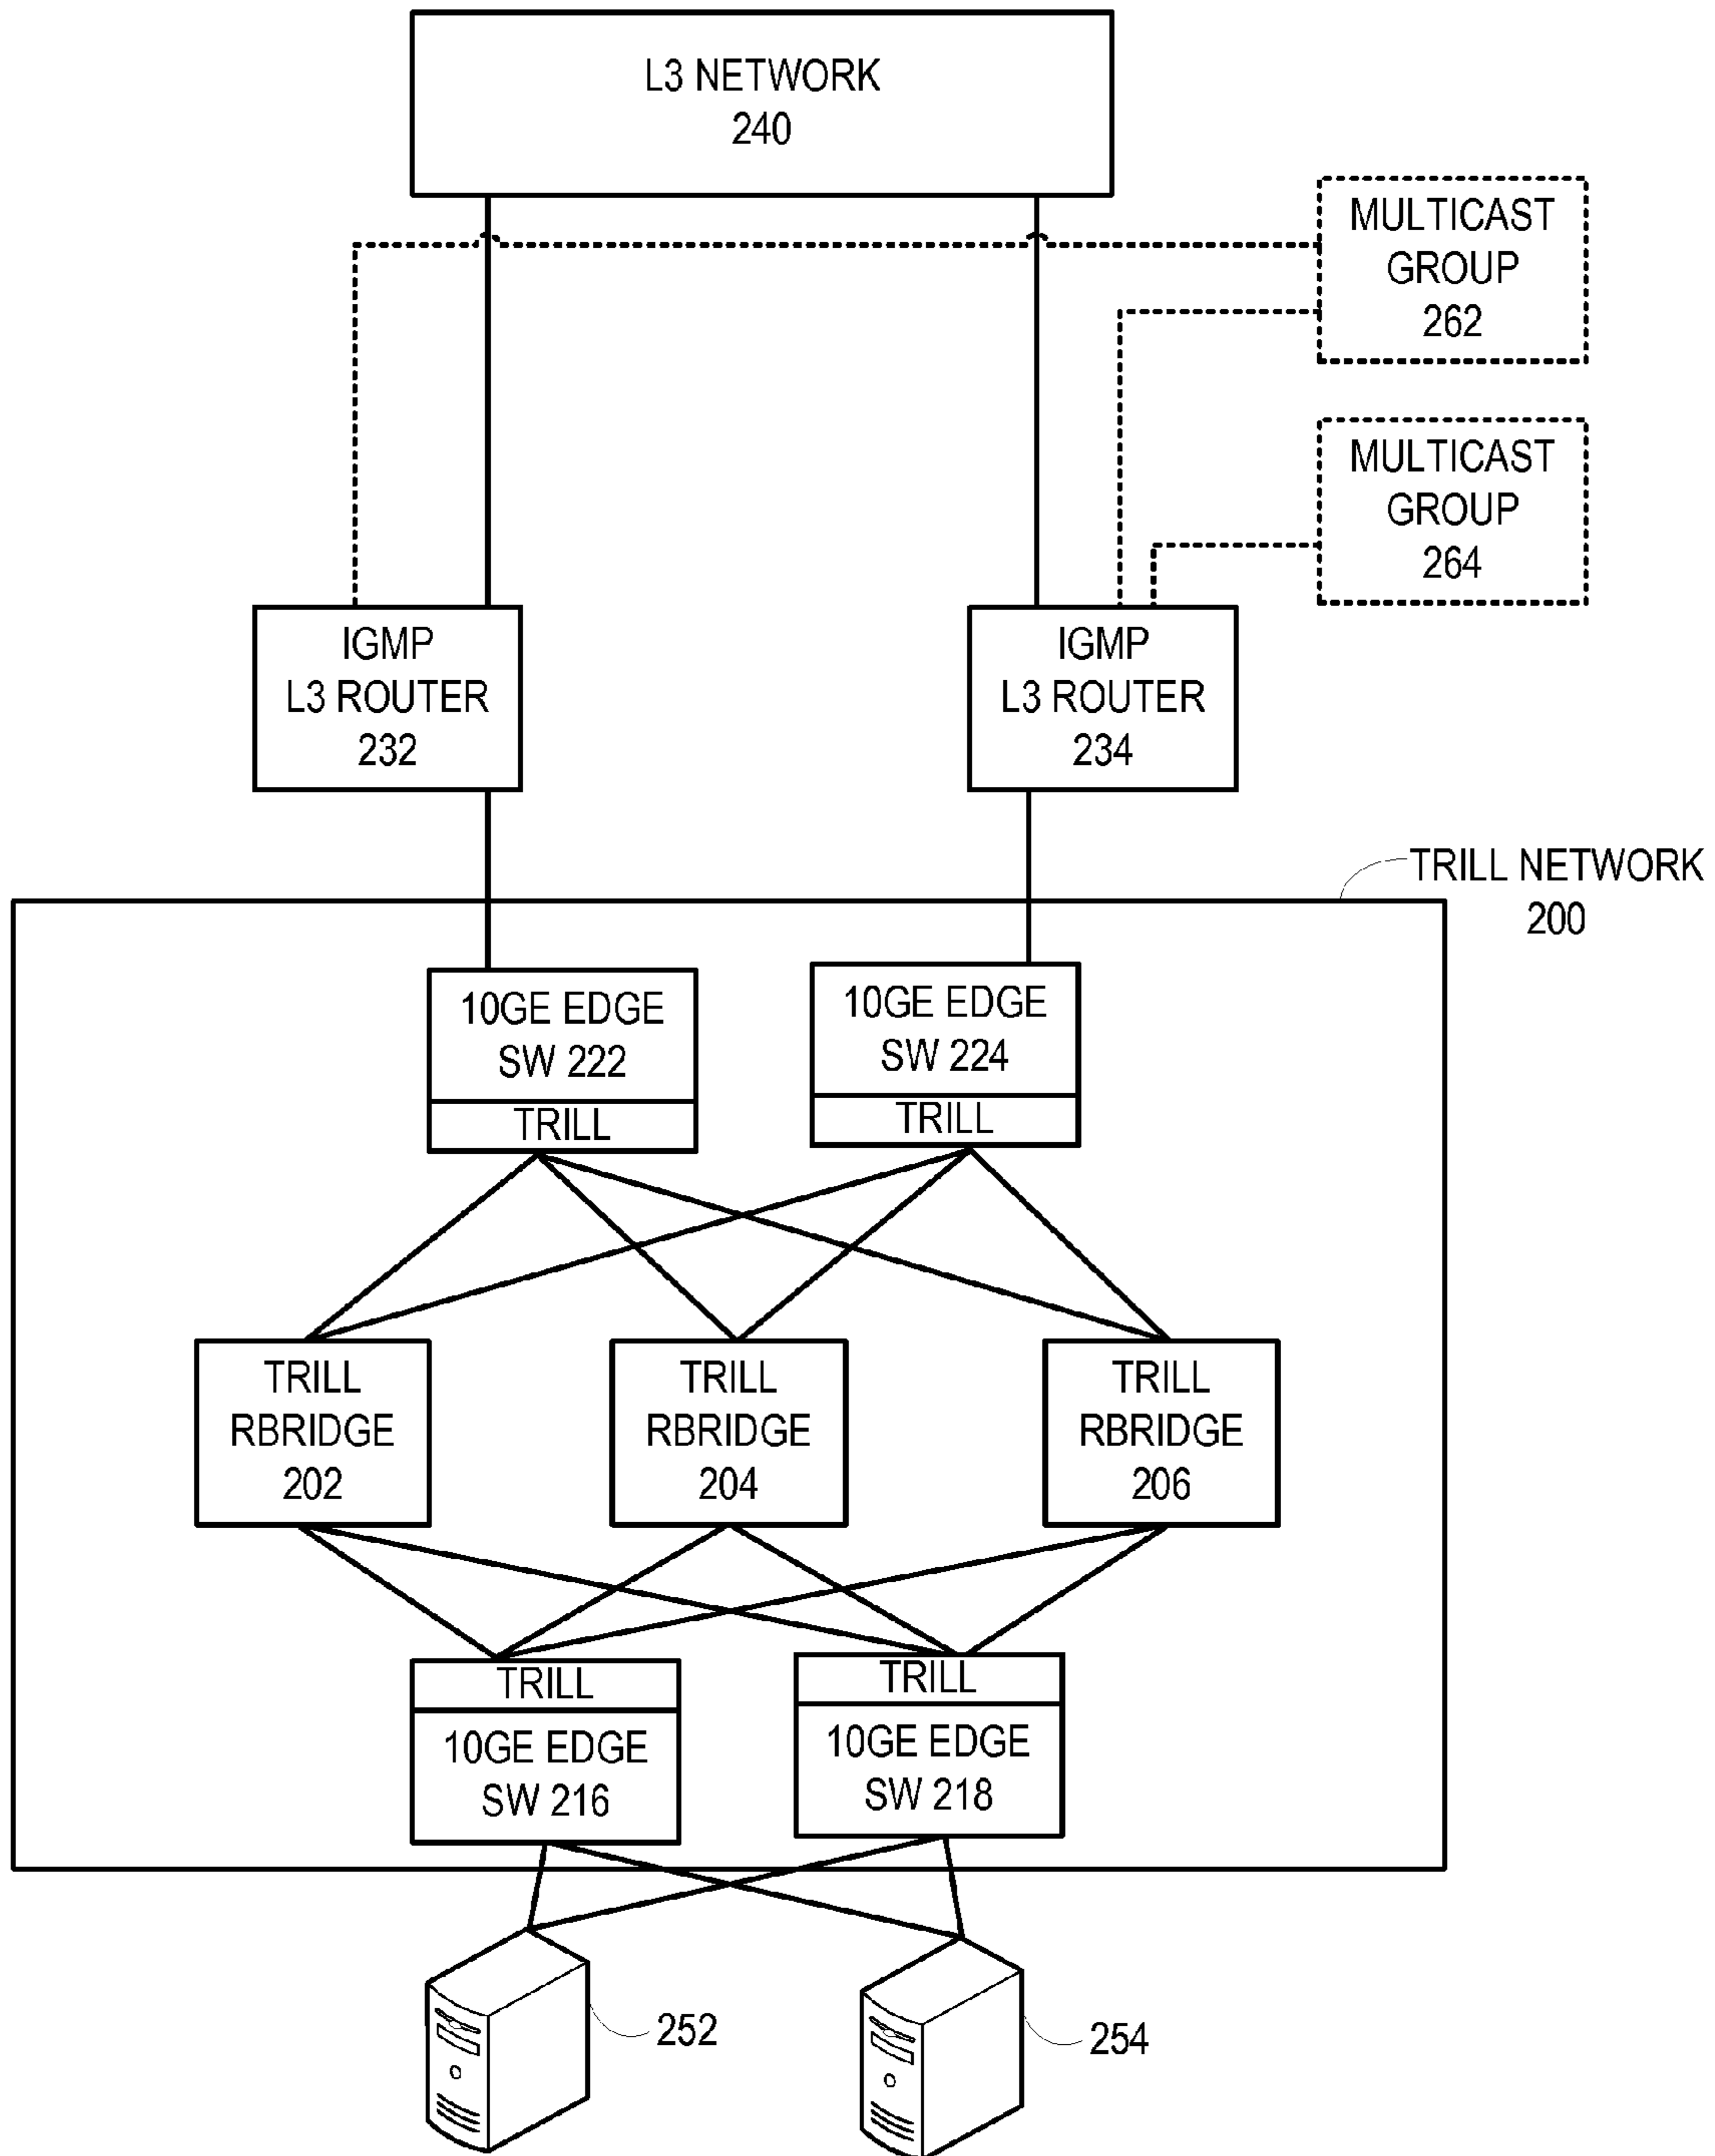 L3 NETWORK
240
MULTICAST
GROUP
262
MULTICAST
GROUP
264
IGMP
L3 ROUTER
232
IGMP
L3 ROUTER
234
TRILL NETWORK
200
10GE EDGE
SW 222
TRILL
10GE EDGE
SW 224
TRILL
TRILL
RBRIDGE
202
TRILL
RBRIDGE
204
TRILL
RBRIDGE
206
TRILL
10GE EDGE
SW 216
TRILL
10GE EDGE
SW 218
252
254